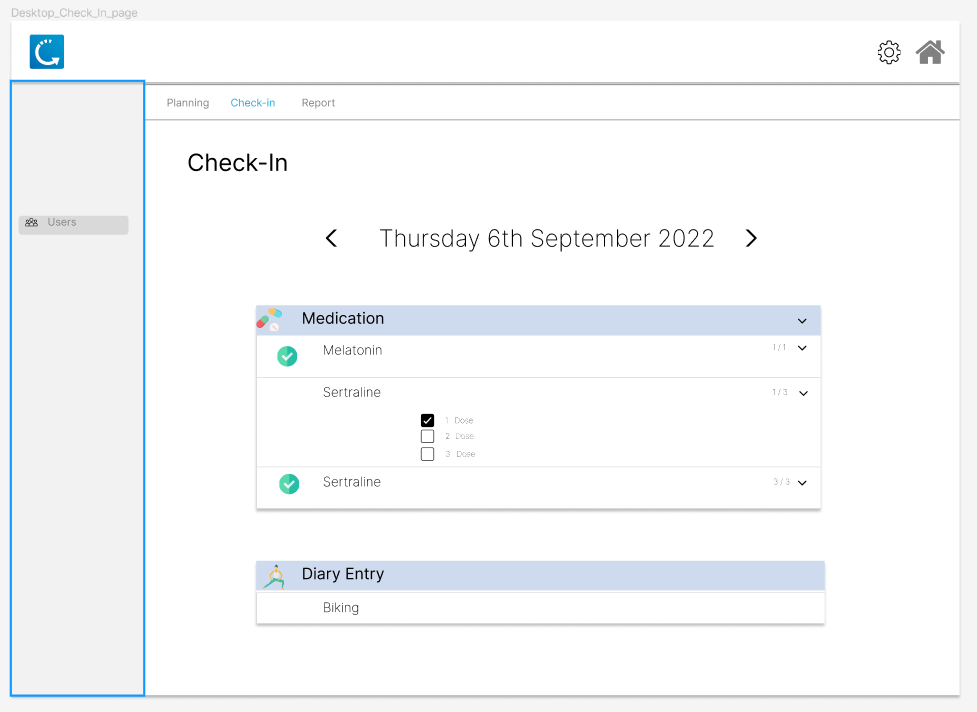 Desktop_Check_In_page
Planning Check-in Report
Check-In
Users
Thursday 6th September 2022
Medication
Melatonin 1 / 1
Sertraline 1 / 3
1 Dose
2 Dose
3 Dose
Sertraline 3 / 3
Diary Entry
Biking